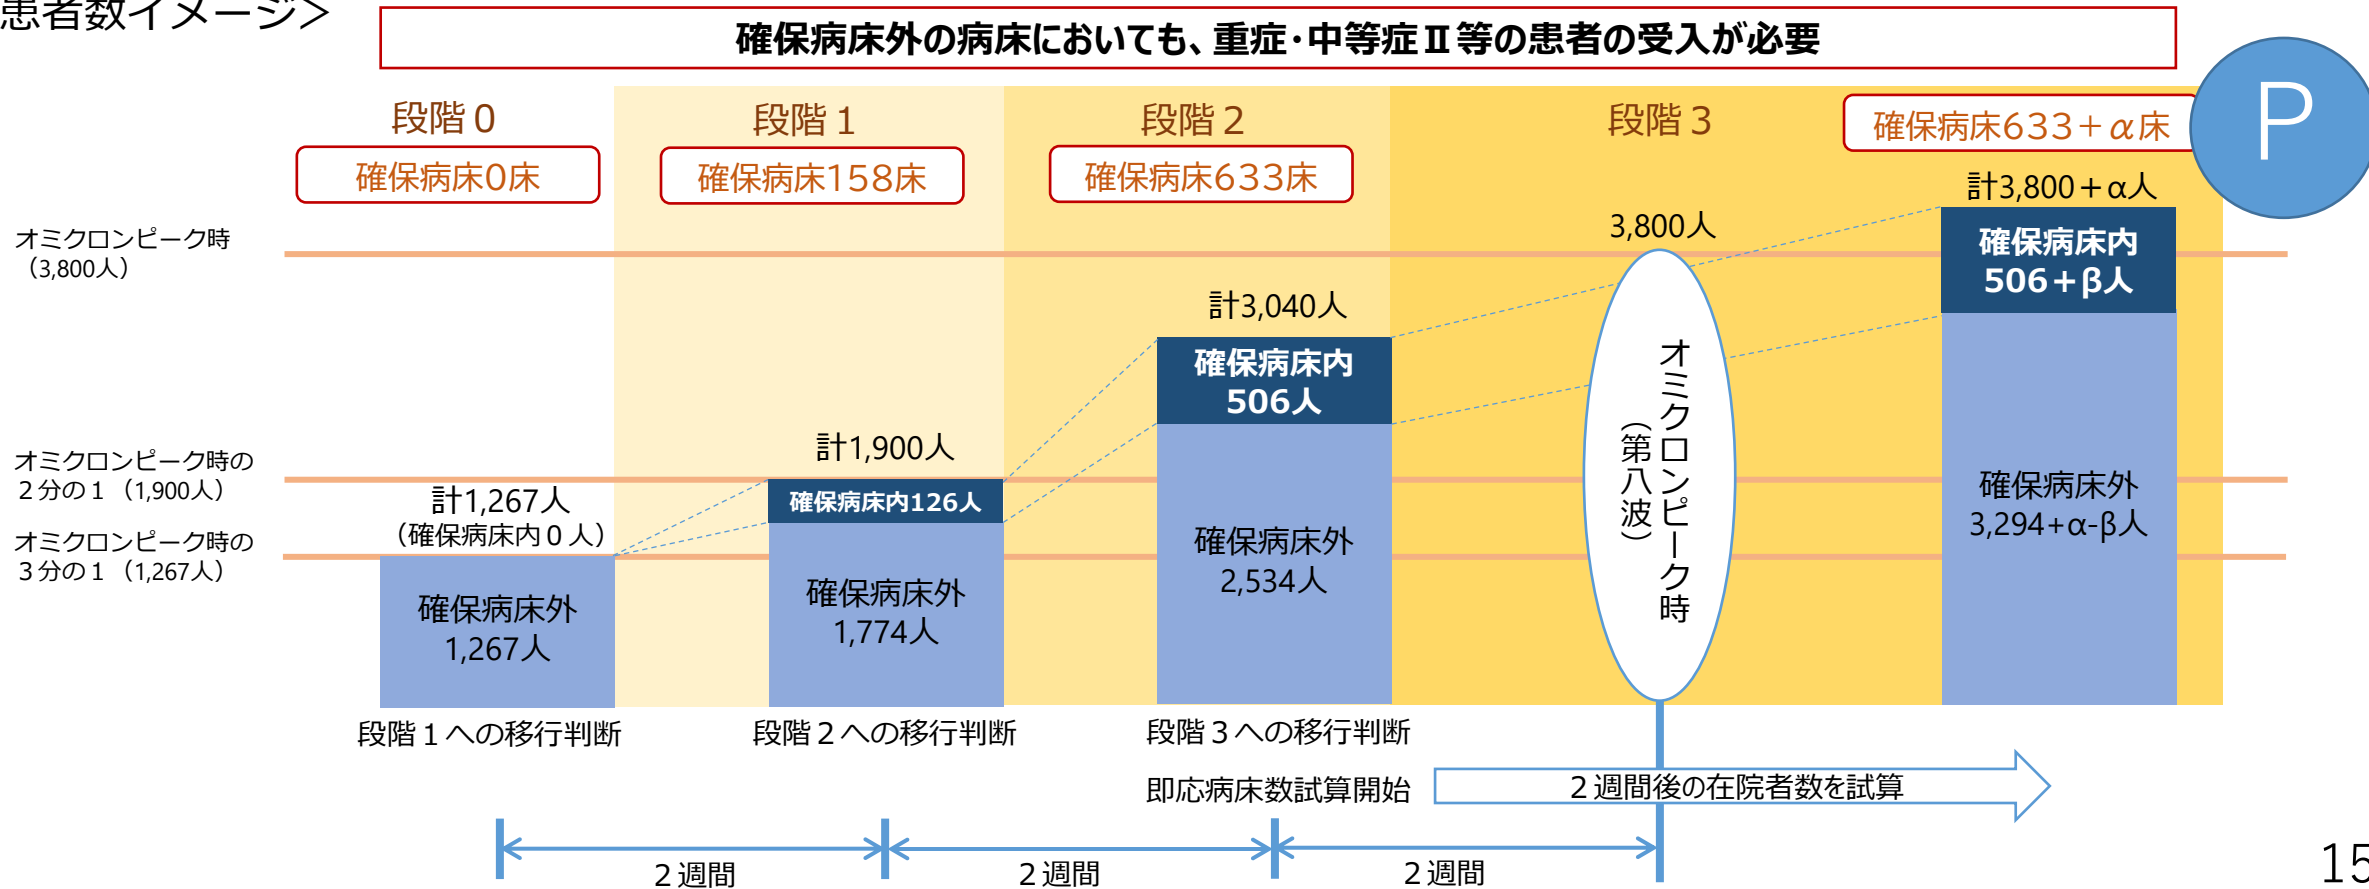 患者数イメージ＞
確保病床外の病床においても、重症・中等症Ⅱ等の患者の受入が必要
P
段階０
段階１
段階２
段階３
確保病床0床
確保病床158床
確保病床633床
確保病床633＋α床
オミクロンピーク時
（3,800人）
オミクロンピーク時の
２分の１（1,900人）
オミクロンピーク時の
３分の１（1,267人）
計1,267人
（確保病床内０人）
確保病床外
1,267人
計1,900人
確保病床内126人
確保病床外
1,774人
計3,040人
確保病床内
506人
確保病床外
2,534人
3,800人
オミクロンピーク時
（第八波）
計3,800＋α人
確保病床内
506＋β人
確保病床外
3,294+α-β人
段階１への移行判断
段階２への移行判断
段階３への移行判断
即応病床数試算開始
２週間後の在院者数を試算
２週間
２週間
２週間
15